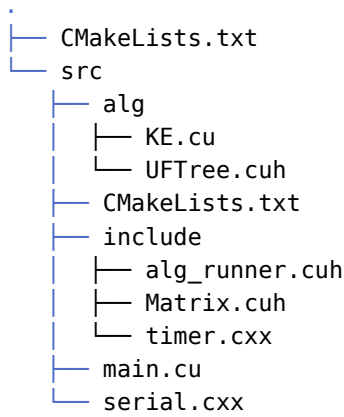 .
├── CMakeLists.txt
└── src
    ├── alg
    │   ├── KE.cu
    │   └── UFTree.cuh
    ├── CMakeLists.txt
    ├── include
    │   ├── alg_runner.cuh
    │   ├── Matrix.cuh
    │   └── timer.cxx
    ├── main.cu
    └── serial.cxx